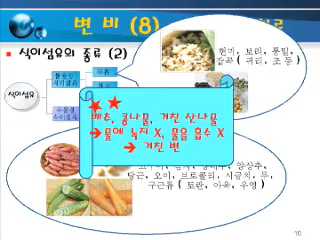 변 비 (8)
식이섬유의 종류 (2)
현미, 보리, 통밀,
잡곡 ( 귀리, 조 등 )
불용성
식이섬유
식이섬유
수용성
배추, 콩나물, 거친 산나물
→물에 녹지 X, 물을 흡수 X
→ 거친 변
양상추,
당근, 오이, 브로콜리, 시금치, 무,
구근류 ( 토란, 마, 우엉 )
10